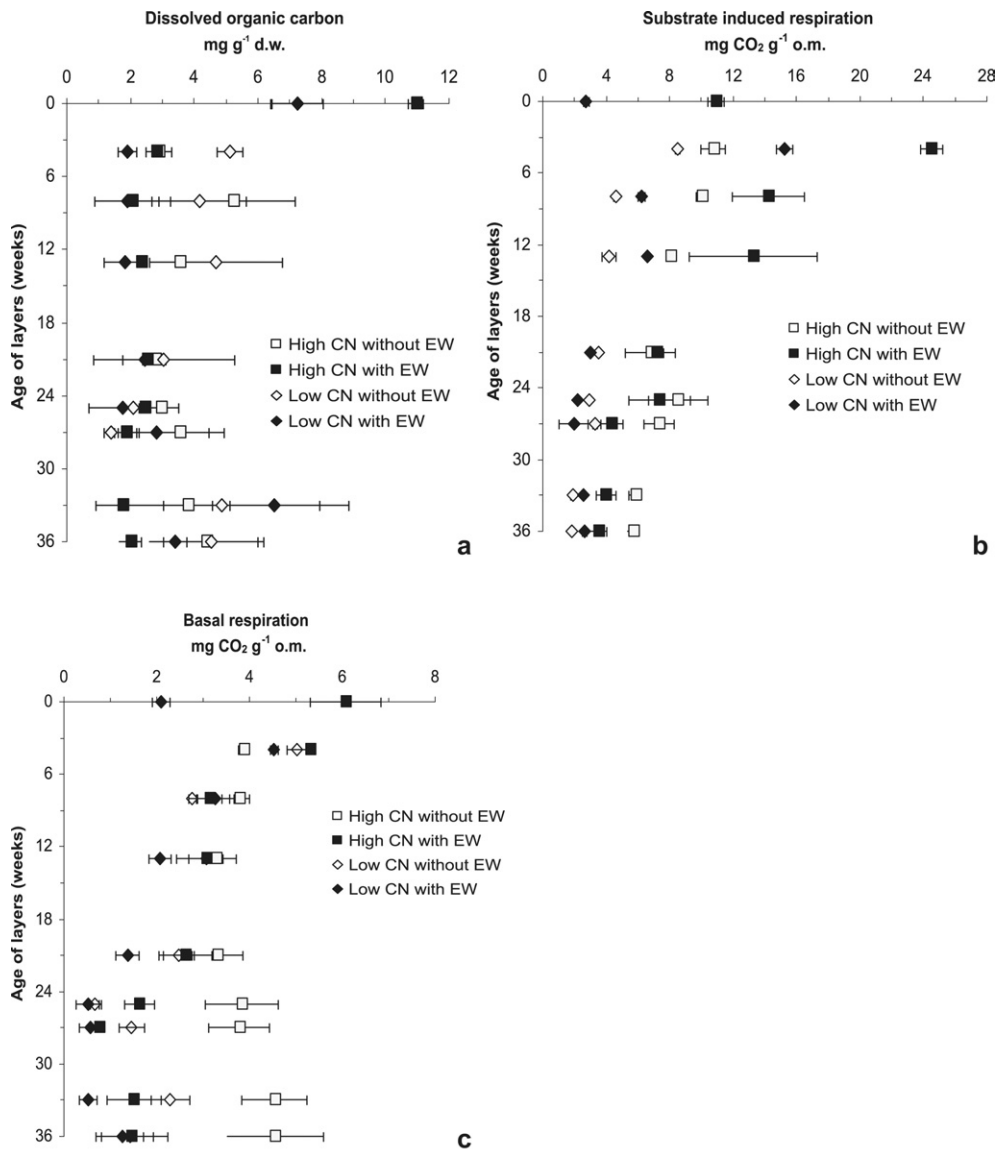 Dissolved organic carbon
mg g⁻¹ d.w.
0 2 4 6 8 10 12
0
6
12
18
24
30
36
Age of layers (weeks)
High CN without EW
High CN with EW
Low CN without EW
Low CN with EW
a
Substrate induced respiration
mg CO₂ g⁻¹ o.m.
0 4 8 12 16 20 24 28
0
6
12
18
24
30
36
Age of layers (weeks)
High CN without EW
High CN with EW
Low CN without EW
Low CN with EW
b
Basal respiration
mg CO₂ g⁻¹ o.m.
0 2 4 6 8
0
6
12
18
24
30
36
Age of layers (weeks)
High CN without EW
High CN with EW
Low CN without EW
Low CN with EW
c